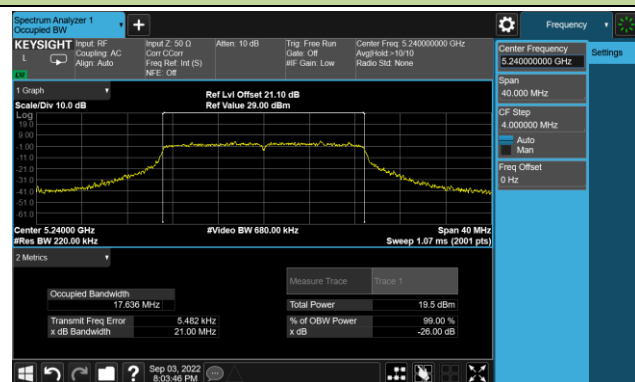 Spectrum Analyzer 1
Occupied BW
+
Frequency
KEYSIGHT
L
LW
Input: RF
Coupling: AC
Align: Auto
Input Z: 50 Ω
Corr CCorr
Freq Ref: Int (S)
NFE: Off
Atten: 10 dB
Trig: Free Run
Gate: Off
#IF Gain: Low
Center Freq: 5.240000000 GHz
Avg|Hold:>10/10
Radio Std: None
Center Frequency
5.240000000 GHz
Settings
Span
40.000 MHz
CF Step
4.000000 MHz
Auto
Man
Freq Offset
0 Hz
1 Graph
Ref Lvl Offset 21.10 dB
Scale/Div 10.0 dB
Ref Value 29.00 dBm
Log
19.0
9.00
-1.00
-11.0
-21.0
-31.0
-41.0
-51.0
-61.0
Center 5.24000 GHz
#Video BW 680.00 kHz
Span 40 MHz
#Res BW 220.00 kHz
Sweep 1.07 ms (2001 pts)
2 Metrics
Measure Trace
Trace 1
Occupied Bandwidth
17.636 MHz
Total Power
19.5 dBm
Transmit Freq Error
5.482 kHz
% of OBW Power
99.00 %
x dB Bandwidth
21.00 MHz
x dB
-26.00 dB
?
Sep 03, 2022
8:03:46 PM